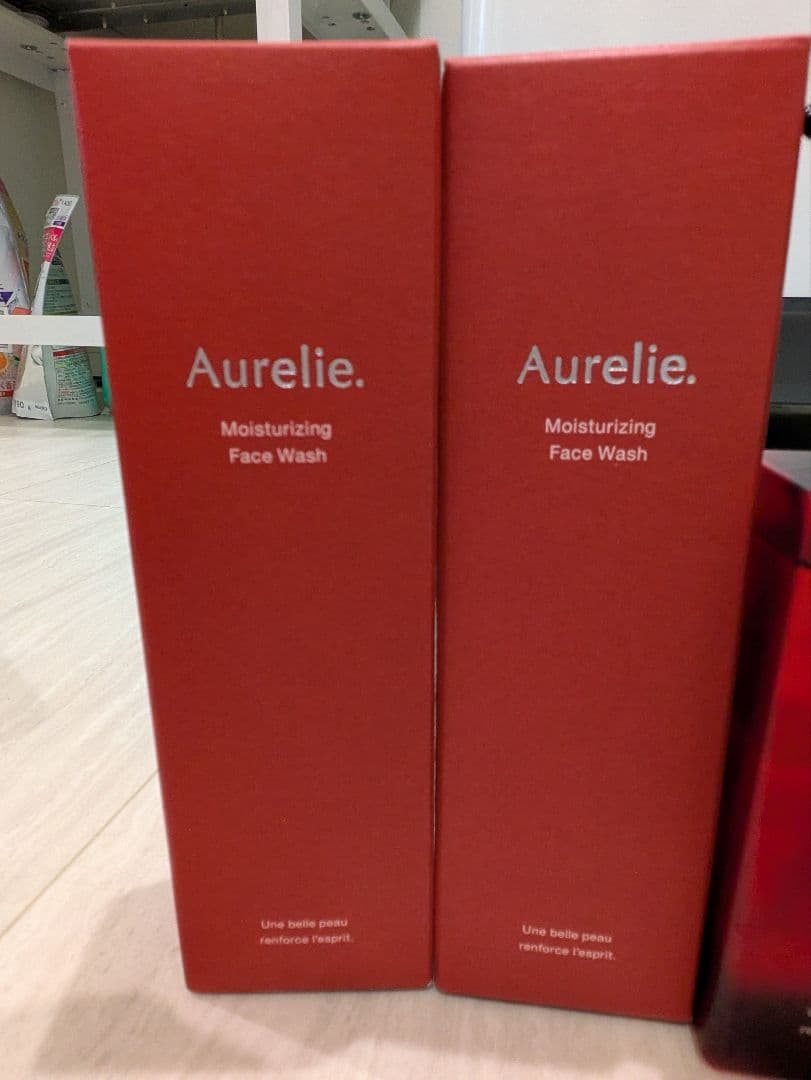 Aurelie.
Moisturizing
Face Wash
Une belle peau
renforce l'esprit.
Aurelie.
Moisturizing
Face Wash
Une belle peau
renforce l'esprit.